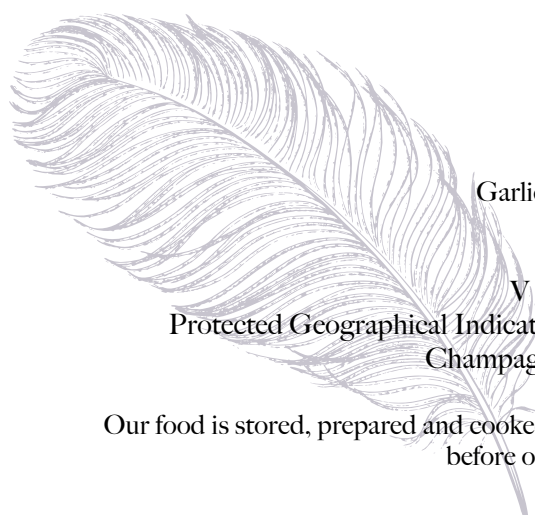 Garlic
V
Protected Geographical Indicat
Champag
Our food is stored, prepared and cooke
before o